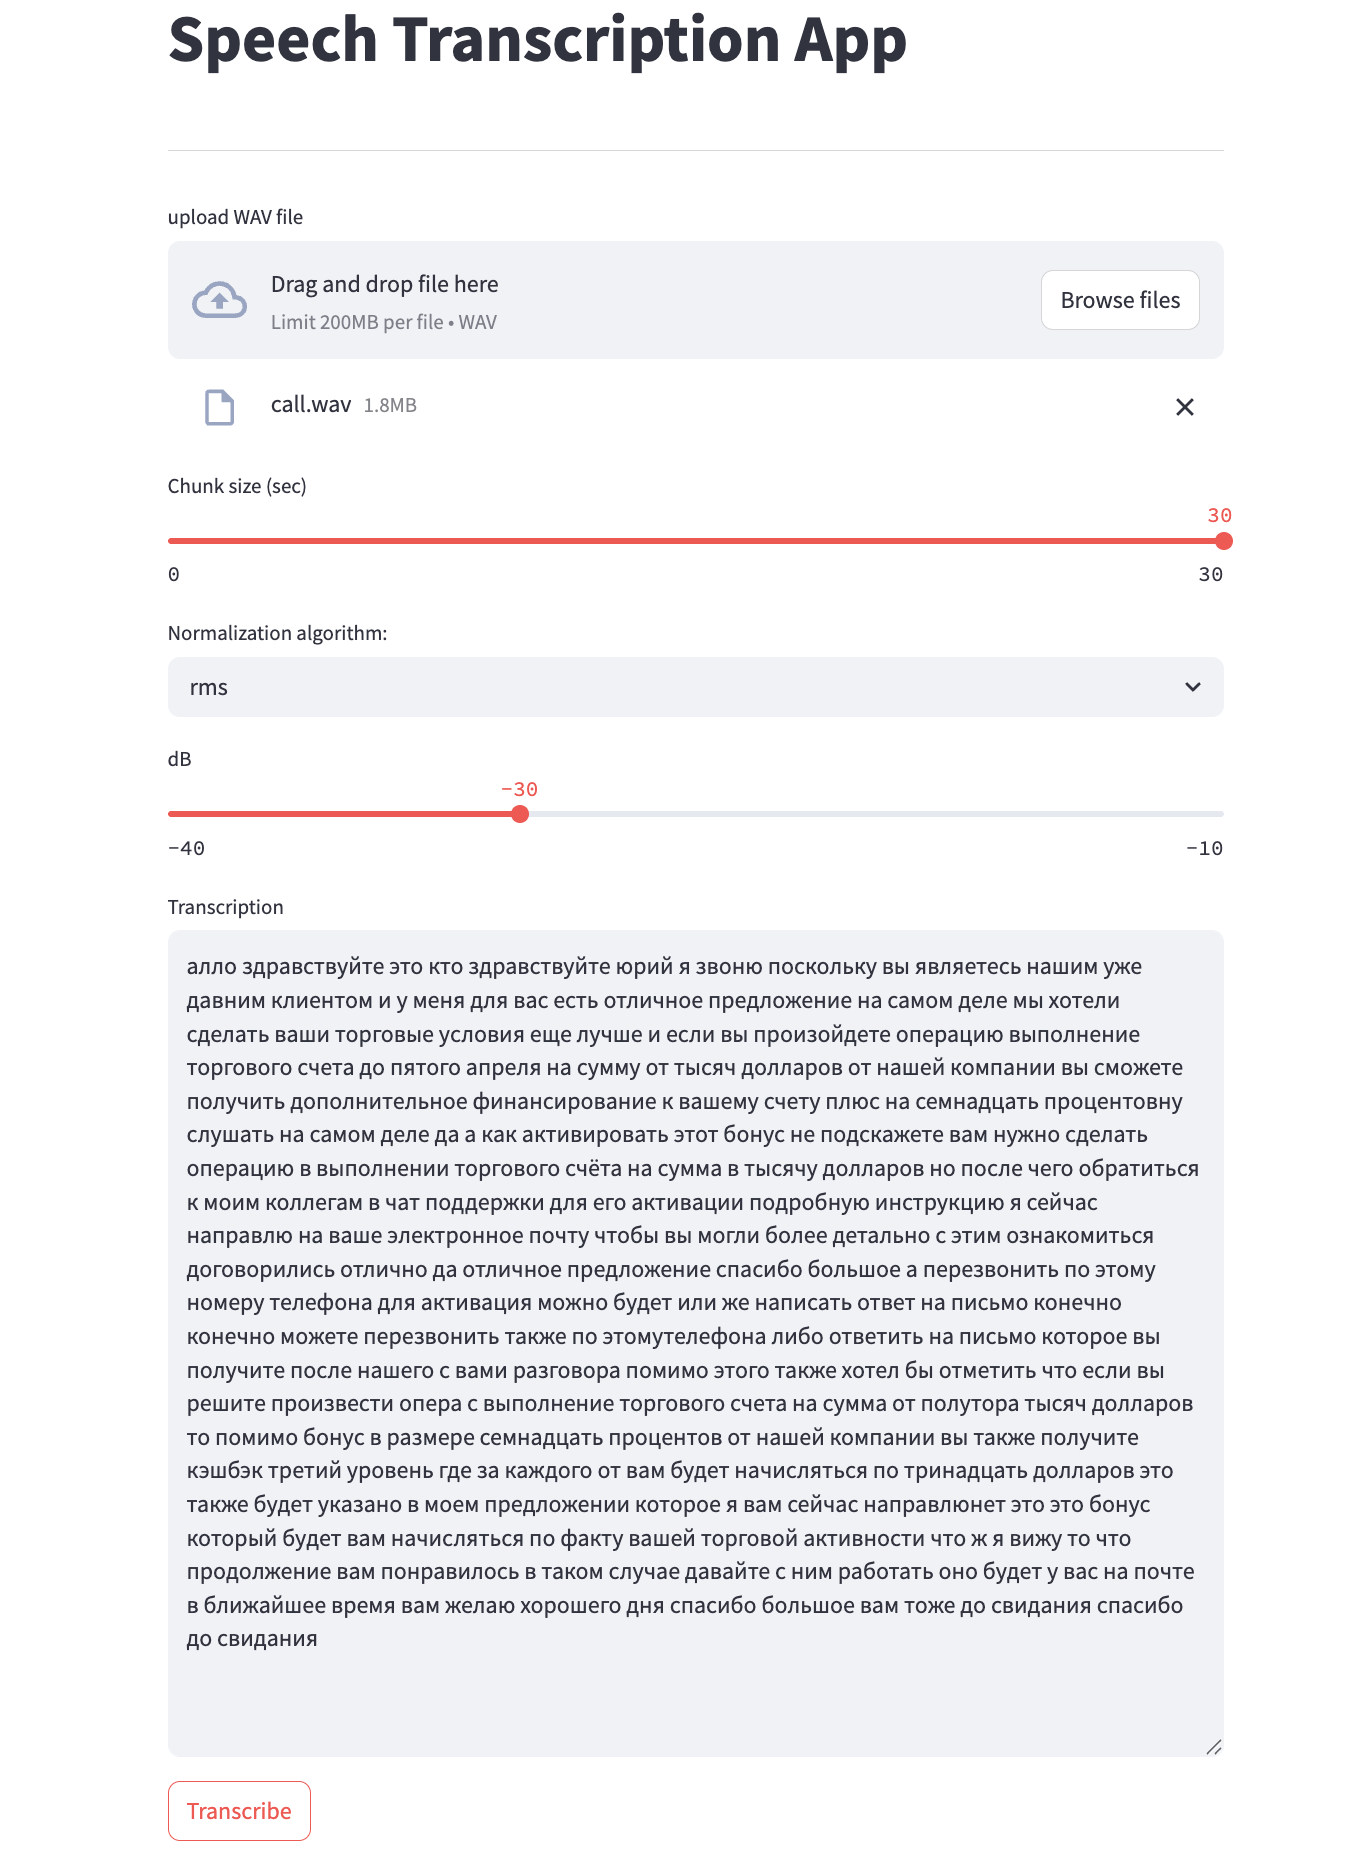 Speech Transcription App
upload WAV file
Drag and drop file here
Limit 200MB per file • WAV
Browse files
call.wav 1.8MB
Chunk size (sec)
30
0
30
Normalization algorithm:
rms
dB
-30
-40
-10
Transcription
алло здравствуйте это кто здравствуйте юрий я звоню поскольку вы являетесь нашим уже
давним клиентом и у меня для вас есть отличное предложение на самом деле мы хотели
сделать ваши торговые условия еще лучше и если вы произойдете операцию выполнение
торгового счета до пятого апреля на сумму от тысяч долларов от нашей компании вы сможете
получить дополнительное финансирование к вашему счету плюс на семнадцать процентовну
слушать на самом деле да а как активировать этот бонус не подскажете вам нужно сделать
операцию в выполнении торгового счёта на сумма в тысячу долларов но после чего обратиться
к моим коллегам в чат поддержки для его активации подробную инструкцию я сейчас
направлю на ваше электронное почту чтобы вы могли более детально с этим ознакомиться
договорились отлично да отличное предложение спасибо большое а перезвонить по этому
номеру телефона для активация можно будет или же написать ответ на письмо конечно
конечно можете перезвонить также по этомутелефона либо ответить на письмо которое вы
получите после нашего с вами разговора помимо этого также хотел бы отметить что если вы
решите произвести опера с выполнение торгового счета на сумма от полутора тысяч долларов
то помимо бонус в размере семнадцать процентов от нашей компании вы также получите
кэшбэк третий уровень где за каждого от вам будет начисляться по тринадцать долларов это
также будет указано в моем предложении которое я вам сейчас направлюнет это это бонус
который будет вам начисляться по факту вашей торговой активности что ж я вижу то что
продолжение вам понравилось в таком случае давайте с ним работать оно будет у вас на почте
в ближайшее время вам желаю хорошего дня спасибо большое вам тоже до свидания спасибо
до свидания
Transcribe